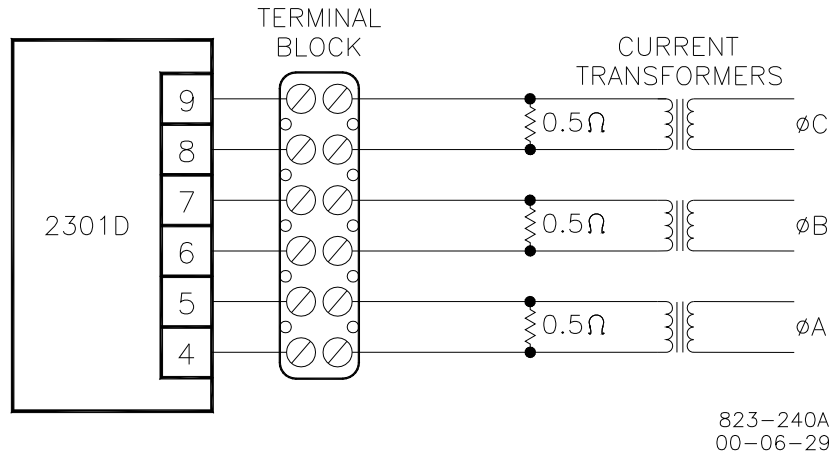 TERMINAL
BLOCK
CURRENT
TRANSFORMERS
2301D
9
8
7
6
5
4
0.5Ω
0.5Ω
0.5Ω
øC
øB
øA
823-240A
00-06-29